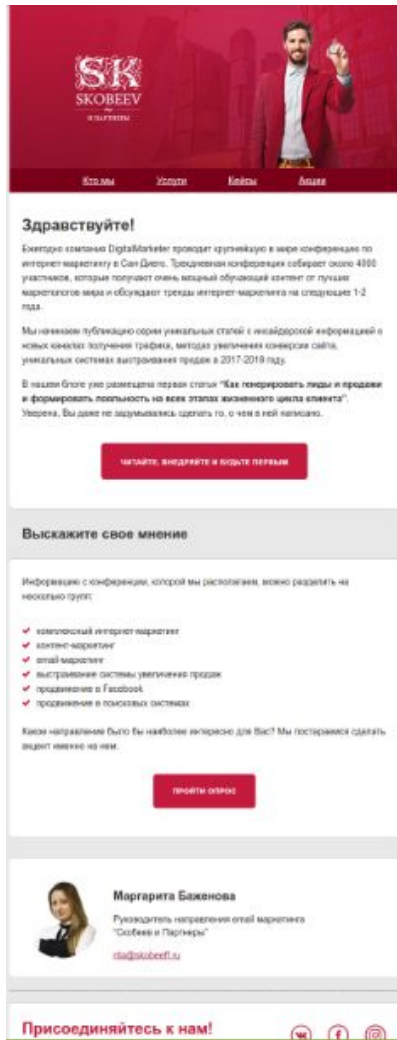 SK
SKOBEEV
И ПАРТНЕРЫ
Кто мы Услуги Кейсы Акции
Здравствуйте!
Ежегодно компания DigitalMarketer проводит крупнейшую в мире конференцию по
интернет-маркетингу в Сан Диего. Трехдневная конференция собирает около 4000
участников, которые получают очень мощный обучающий контент от лучших
маркетологов мира и обсуждают тренды интернет-маркетинга на следующие 1-2
года.
Мы начинаем публикацию серии уникальных статей с инсайдерской информацией о
новых каналах получения трафика, методах увеличения конверсии сайта,
уникальных системах выстраивания продаж в 2017-2018 году.
В нашем блоге уже размещена первая статья "Как генерировать лиды и продажи
и формировать лояльность на всех этапах жизненного цикла клиента".
Уверена, Вы даже не задумывались сделать то, о чем в ней написано.
ЧИТАЙТЕ, ВНЕДРЯЙТЕ И БУДЬТЕ ПЕРВЫМ
Выскажите свое мнение
Информацию с конференции, которой мы располагаем, можно разделить на
несколько групп:
комплексный интернет-маркетинг
контент-маркетинг
email-маркетинг
выстраивание системы увеличения продаж
продвижение в Facebook
продвижение в поисковых системах
Какое направление было бы наиболее интересно для Вас? Мы постараемся сделать
акцент именно на нем.
ПРОЙТИ ОПРОС
Маргарита Баженова
Руководитель направления email маркетинга
"Скобеев и Партнеры"
rita@skobeeff.ru
Присоединяйтесь к нам!